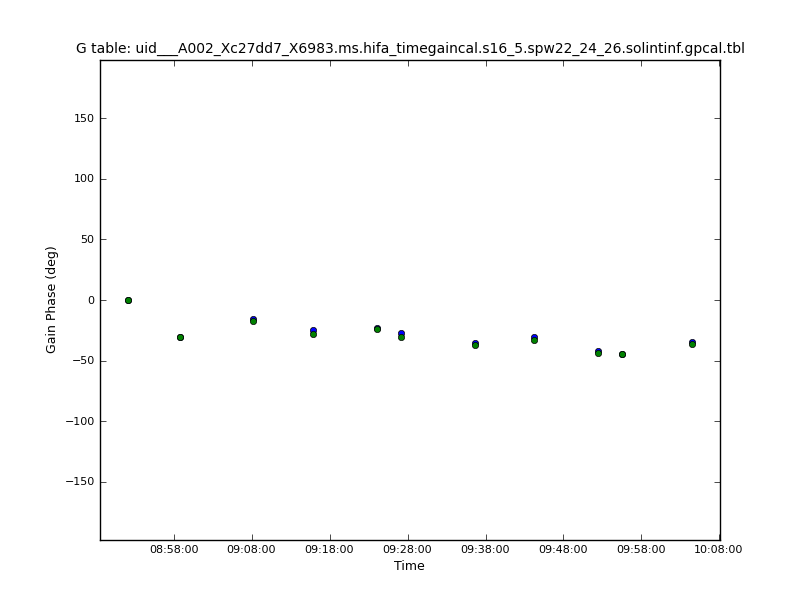 G table: uid___A002_Xc27dd7_X6983.ms.hifa_timegaincal.s16_5.spw22_24_26.solintinf.gpcal.tbl
150
100
50
0
−50
−100
−150
Gain Phase (deg)
08:58:00 09:08:00 09:18:00 09:28:00 09:38:00 09:48:00 09:58:00 10:08:00
Time